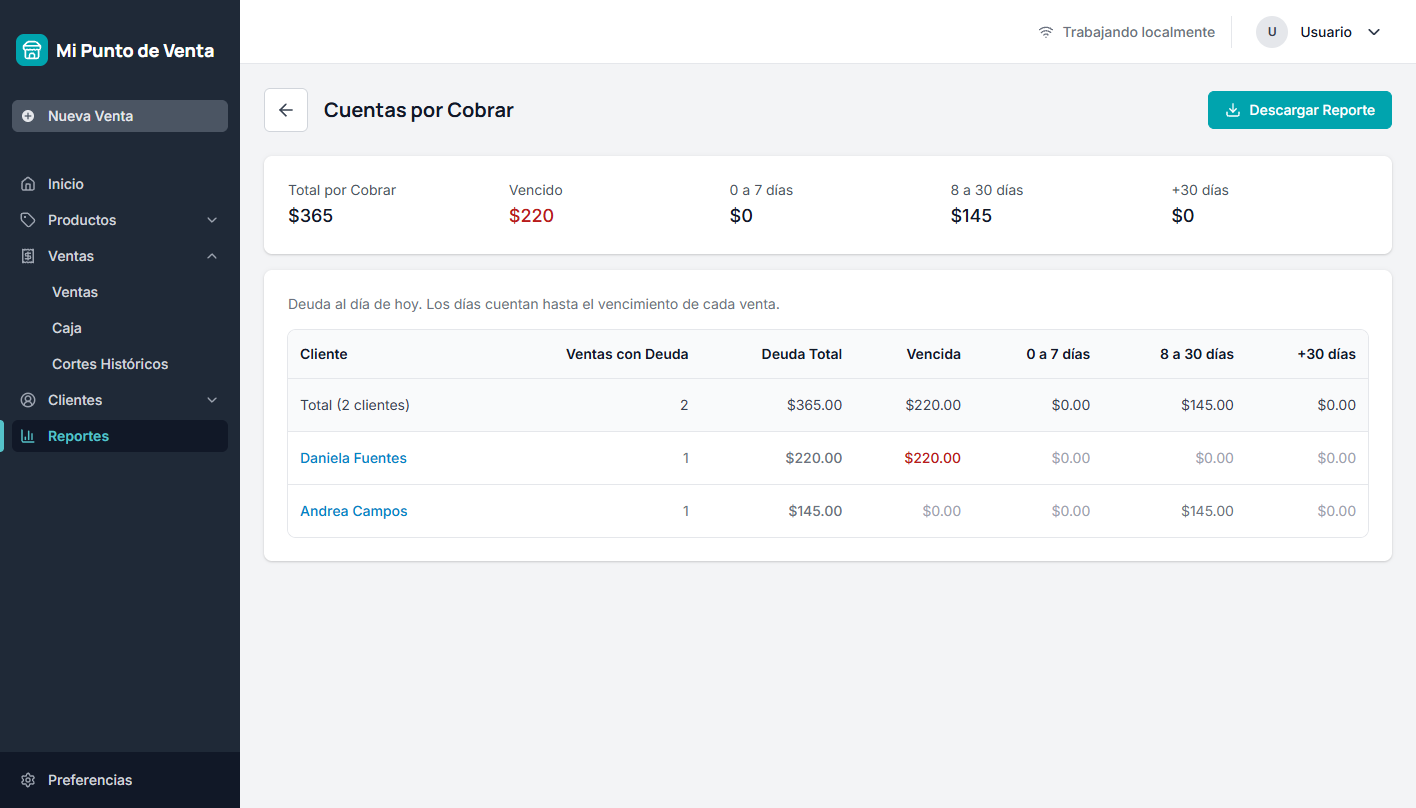 Mi Punto de Venta
Trabajando localmente
U
Usuario
Nueva Venta
Inicio
Productos
Ventas
Ventas
Caja
Cortes Históricos
Clientes
Reportes
Preferencias
Cuentas por Cobrar
Descargar Reporte
Total por Cobrar Vencido 0 a 7 días 8 a 30 días +30 días
$365 $220 $0 $145 $0
Deuda al día de hoy. Los días cuentan hasta el vencimiento de cada venta.
Cliente Ventas con Deuda Deuda Total Vencida 0 a 7 días 8 a 30 días +30 días
Total (2 clientes) 2 $365.00 $220.00 $0.00 $145.00 $0.00
Daniela Fuentes 1 $220.00 $220.00 $0.00 $0.00 $0.00
Andrea Campos 1 $145.00 $0.00 $0.00 $145.00 $0.00